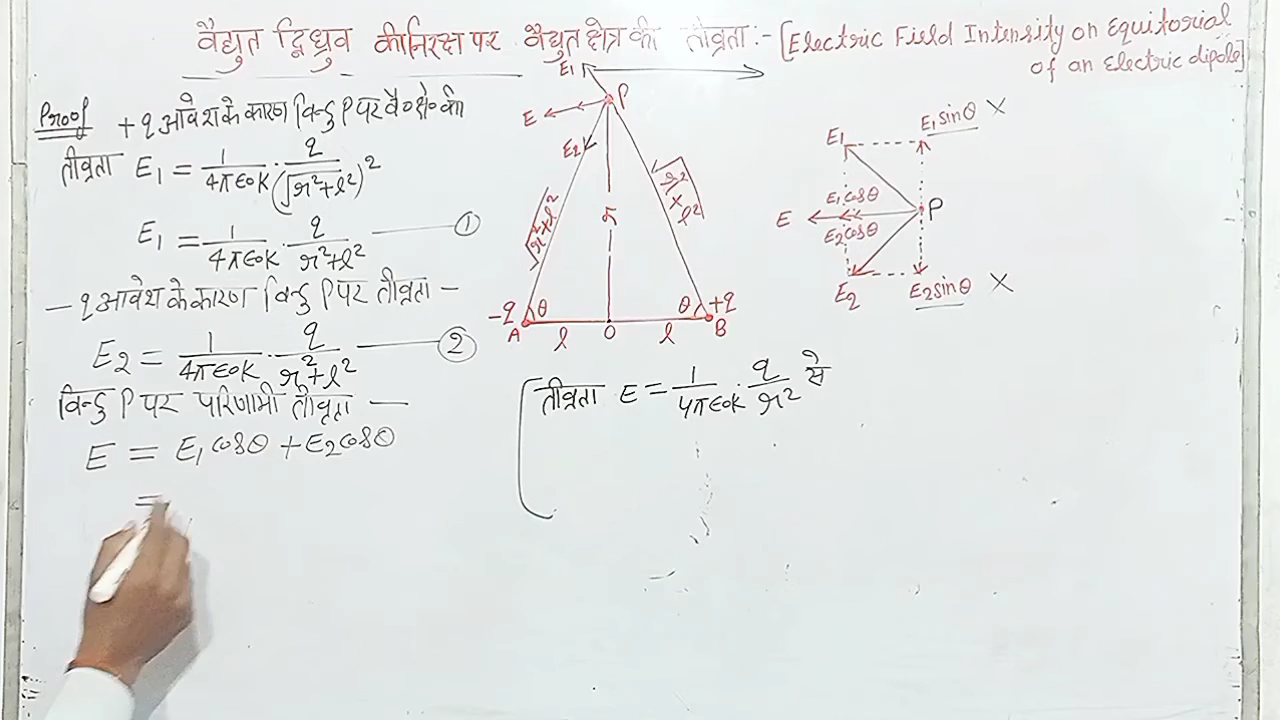 वैद्युत द्विध्रुव की निरक्ष पर वैद्युत क्षेत्र की तीव्रता :- [Electric Field Intensity on Equitorial
of an Electric dipole]
Proof +q आवेश के कारण बिन्दु P पर वै०क्षे० की
तीव्रता E₁ = 1/4πε₀K · q/(√r²+l²)²
E₁ = 1/4πε₀K · q/r²+l² — ①
– q आवेश के कारण बिन्दु P पर तीव्रता –
E₂ = 1/4πε₀K · q/r²+l² — ②
बिन्दु P पर परिणामी तीव्रता —
E = E₁cosθ + E₂cosθ
=
E₁
P
E
E₂
√r²+l²
r
√r²+l²
-q θ θ +q
A l O l B
E₁ E₁sinθ ×
E₁cosθ
E P
E₂cosθ
E₂ E₂sinθ ×
तीव्रता E = 1/4πε₀K · q/r² से